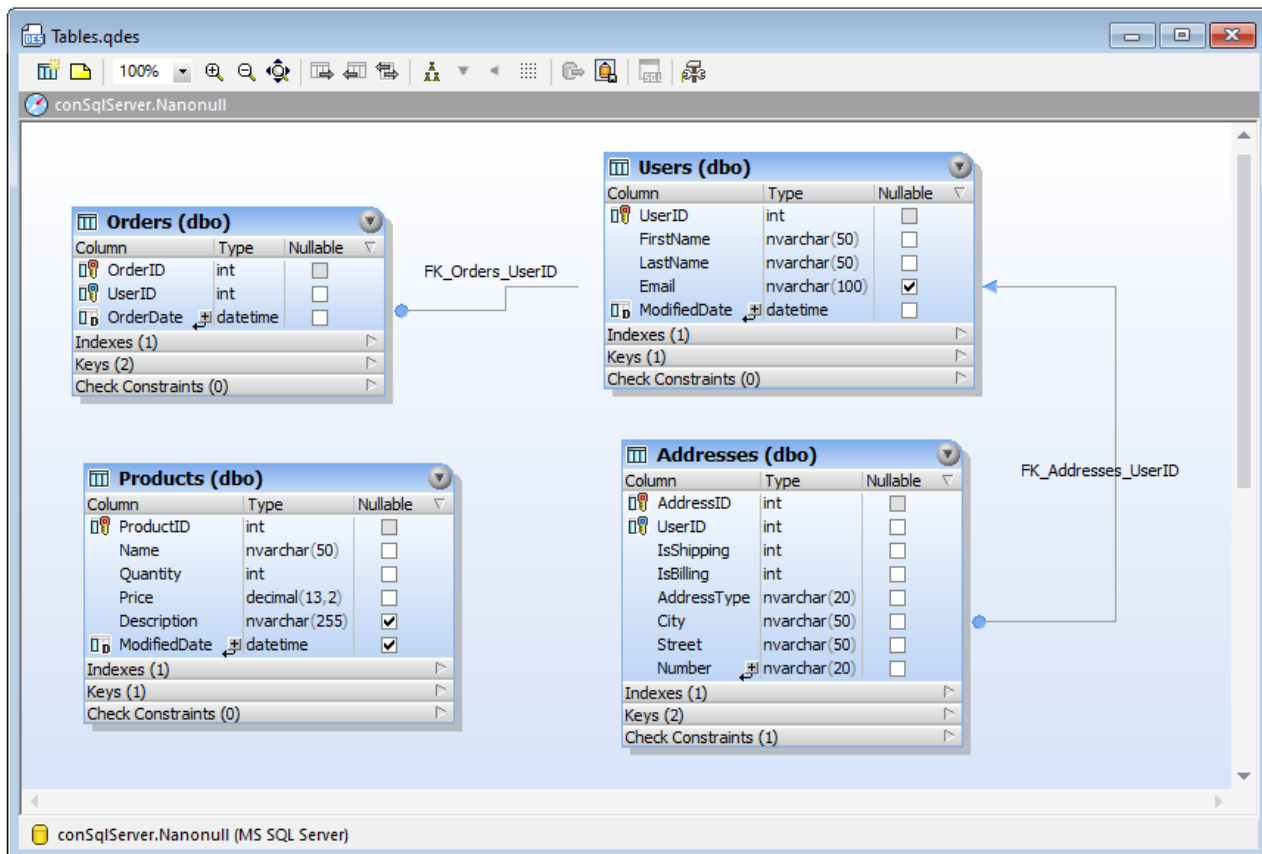 Tables.qdes
100%
conSqlServer.Nanonull
Orders (dbo)
Column Type Nullable
OrderID int
UserID int
OrderDate datetime
Indexes (1)
Keys (2)
Check Constraints (0)
FK_Orders_UserID
Users (dbo)
Column Type Nullable
UserID int
FirstName nvarchar(50)
LastName nvarchar(50)
Email nvarchar(100)
ModifiedDate datetime
Indexes (1)
Keys (1)
Check Constraints (0)
Products (dbo)
Column Type Nullable
ProductID int
Name nvarchar(50)
Quantity int
Price decimal(13,2)
Description nvarchar(255)
ModifiedDate datetime
Indexes (1)
Keys (1)
Check Constraints (0)
Addresses (dbo)
Column Type Nullable
AddressID int
UserID int
IsShipping int
IsBilling int
AddressType nvarchar(20)
City nvarchar(50)
Street nvarchar(50)
Number nvarchar(20)
Indexes (1)
Keys (2)
Check Constraints (1)
FK_Addresses_UserID
conSqlServer.Nanonull (MS SQL Server)